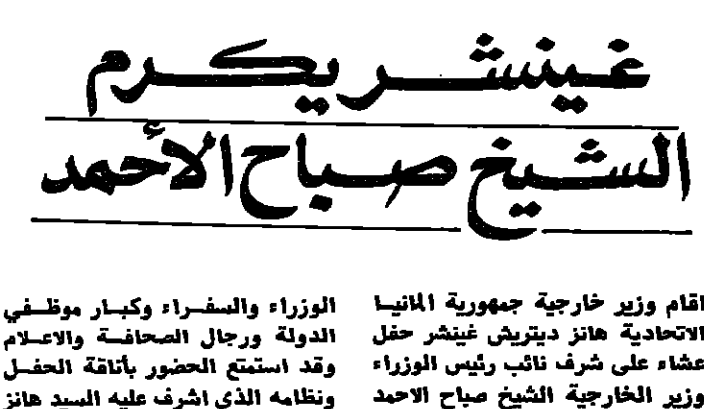 غينشر يكرم
الشيخ صباح الأحمد
اقام وزير خارجية جمهورية المانيا
الاتحادية هانز ديتريش غينشر حفل
عشاء على شرف نائب رئيس الوزراء
وزير الخارجية الشيخ صباح الاحمد
الوزراء والسفراء وكبار موظفي
الدولة ورجال الصحافة والاعلام
وقد استمتع الحضور بأناقة الحفل
ونظامه الذي اشرف عليه السيد هانز